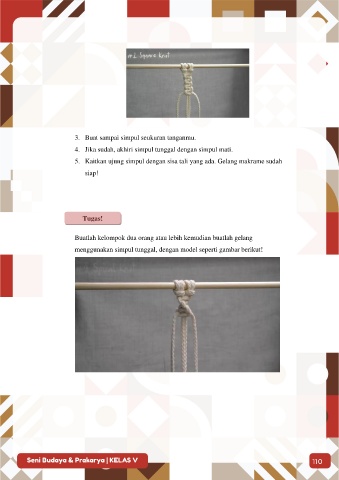 3. Buat sampai simpul seukuran tanganmu.
4. Jika sudah, akhiri simpul tunggal dengan simpul mati.
5. Kaitkan ujung simpul dengan sisa tali yang ada. Gelang makrame sudah
siap!
Tugas!
Buatlah kelompok dua orang atau lebih kemudian buatlah gelang
menggunakan simpul tunggal, dengan model seperti gambar berikut!
Seni Budaya & Prakarya | KELAS V
110